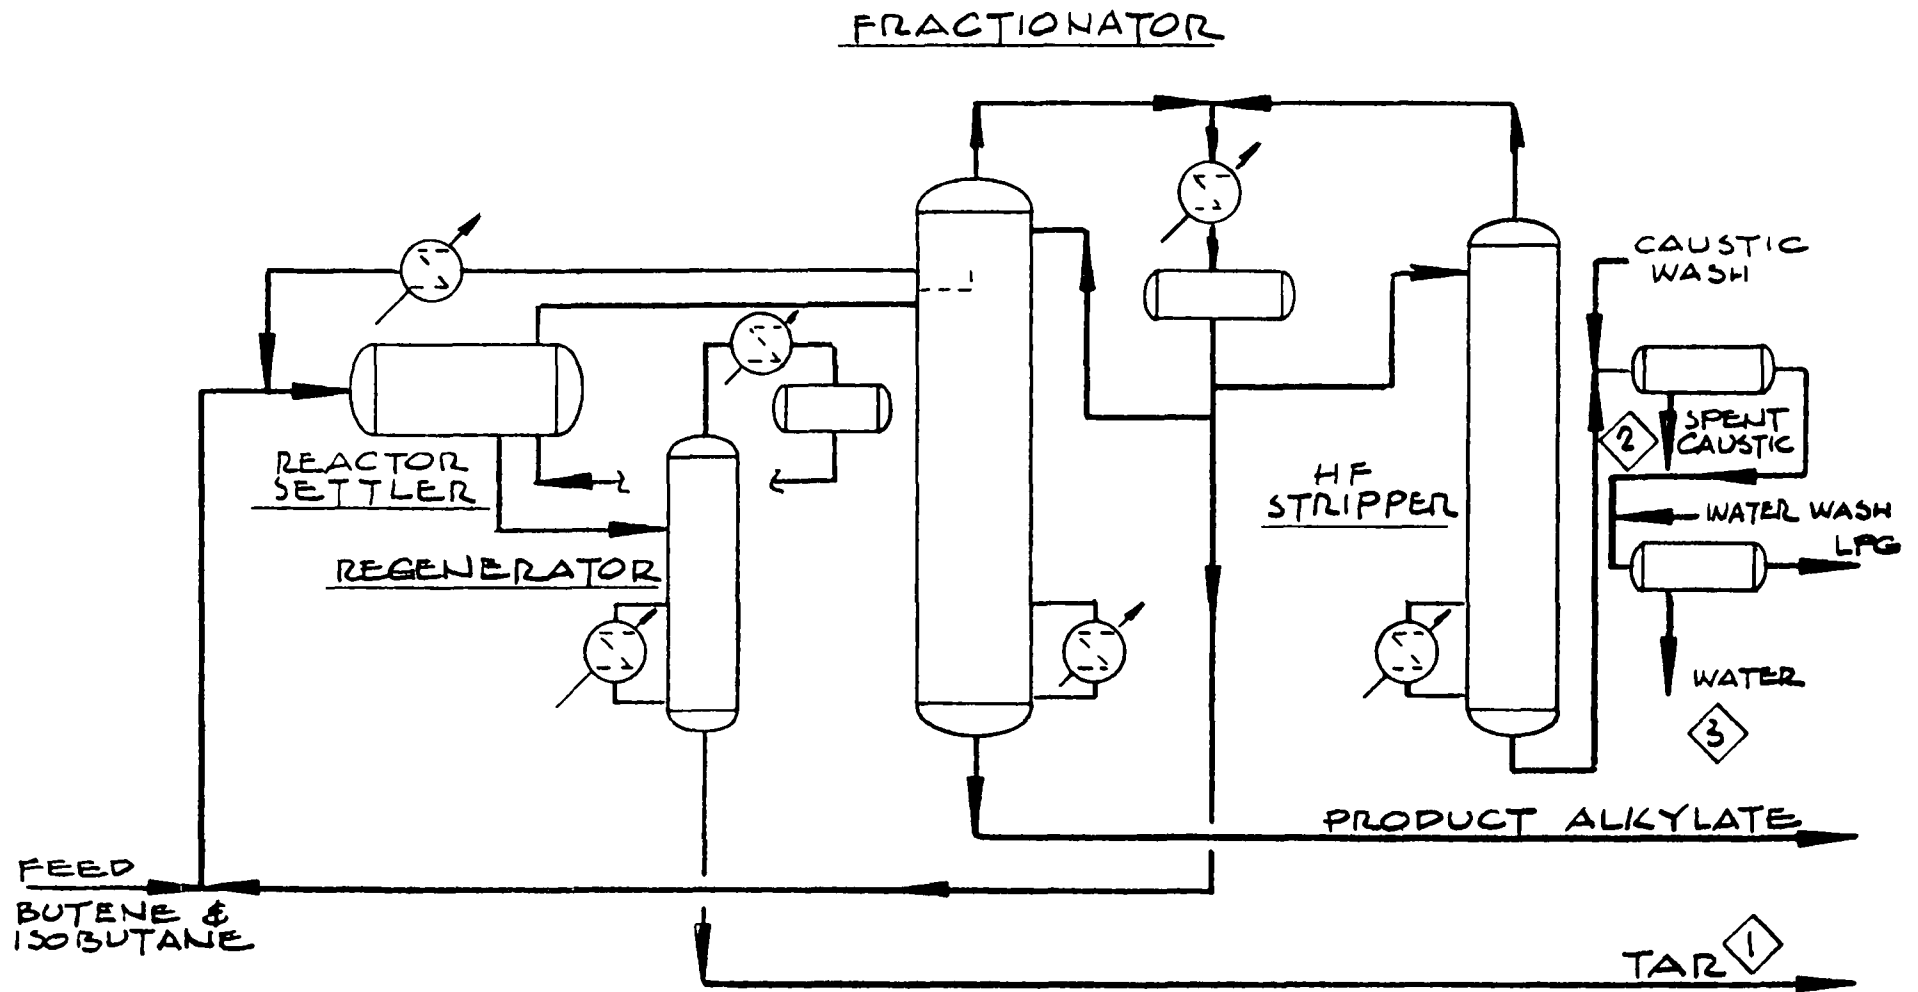 FRACTIONATOR
CAUSTIC
WASH
2
SPENT
CAUSTIC
REACTOR
SETTLER
HF
STRIPPER
WATER WASH
LPG
REGENERATOR
WATER
3
PRODUCT ALKYLATE
FEED
BUTENE &
ISOBUTANE
TAR
1